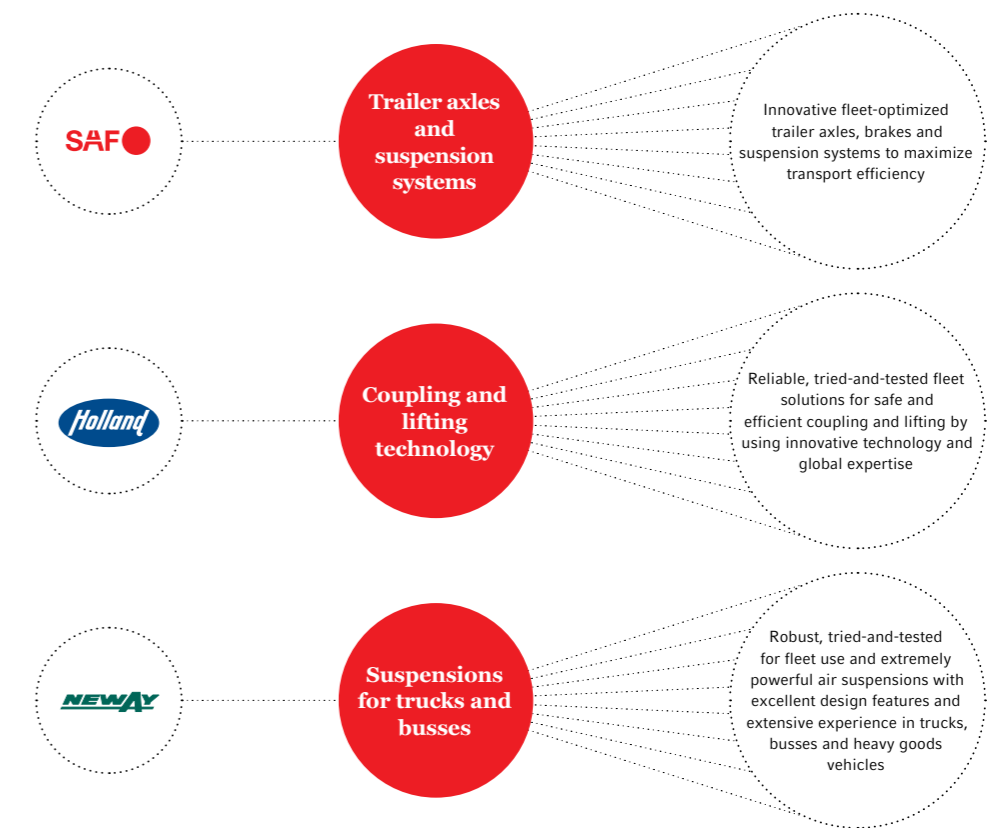 SAF
Trailer axles
and
suspension
systems
Innovative fleet-optimized
trailer axles, brakes and
suspension systems to maximize
transport efficiency
Holland
Coupling and
lifting
technology
Reliable, tried-and-tested fleet
solutions for safe and
efficient coupling and lifting by
using innovative technology and
global expertise
NEWAY
Suspensions
for trucks and
busses
Robust, tried-and-tested
for fleet use and extremely
powerful air suspensions with
excellent design features and
extensive experience in trucks,
busses and heavy goods
vehicles